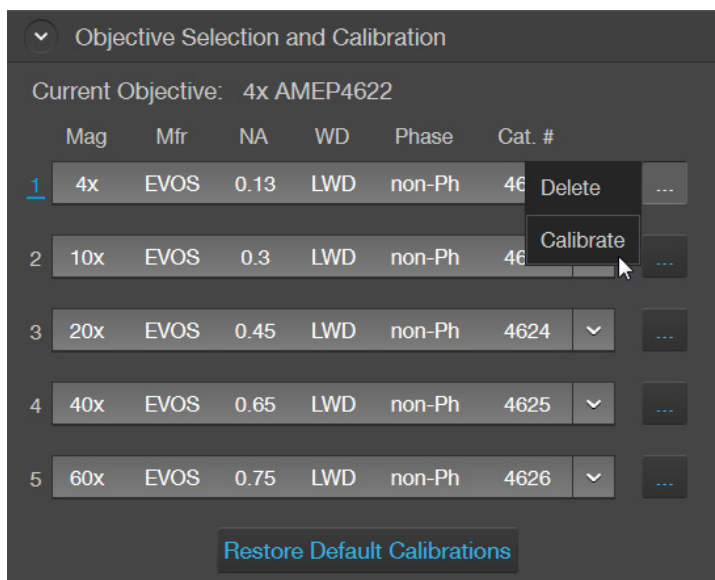 Objective Selection and Calibration
Current Objective: 4x AMEP4622
Mag Mfr NA WD Phase Cat. #
1 4x EVOS 0.13 LWD non-Ph 46 Delete ...
Calibrate
2 10x EVOS 0.3 LWD non-Ph 46 ...
3 20x EVOS 0.45 LWD non-Ph 4624 ...
4 40x EVOS 0.65 LWD non-Ph 4625 ...
5 60x EVOS 0.75 LWD non-Ph 4626 ...
Restore Default Calibrations